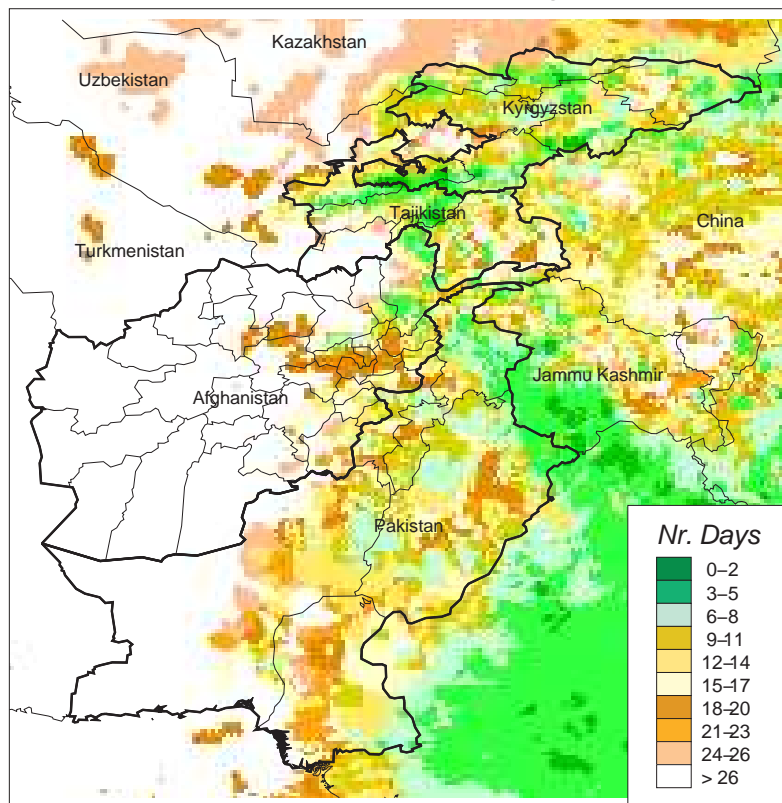 Kazakhstan
Uzbekistan
Kyrgyzstan
Tajikistan
China
Turkmenistan
Jammu Kashmir
Afghanistan
Pakistan
Nr. Days
0–2
3–5
6–8
9–11
12–14
15–17
18–20
21–23
24–26
> 26